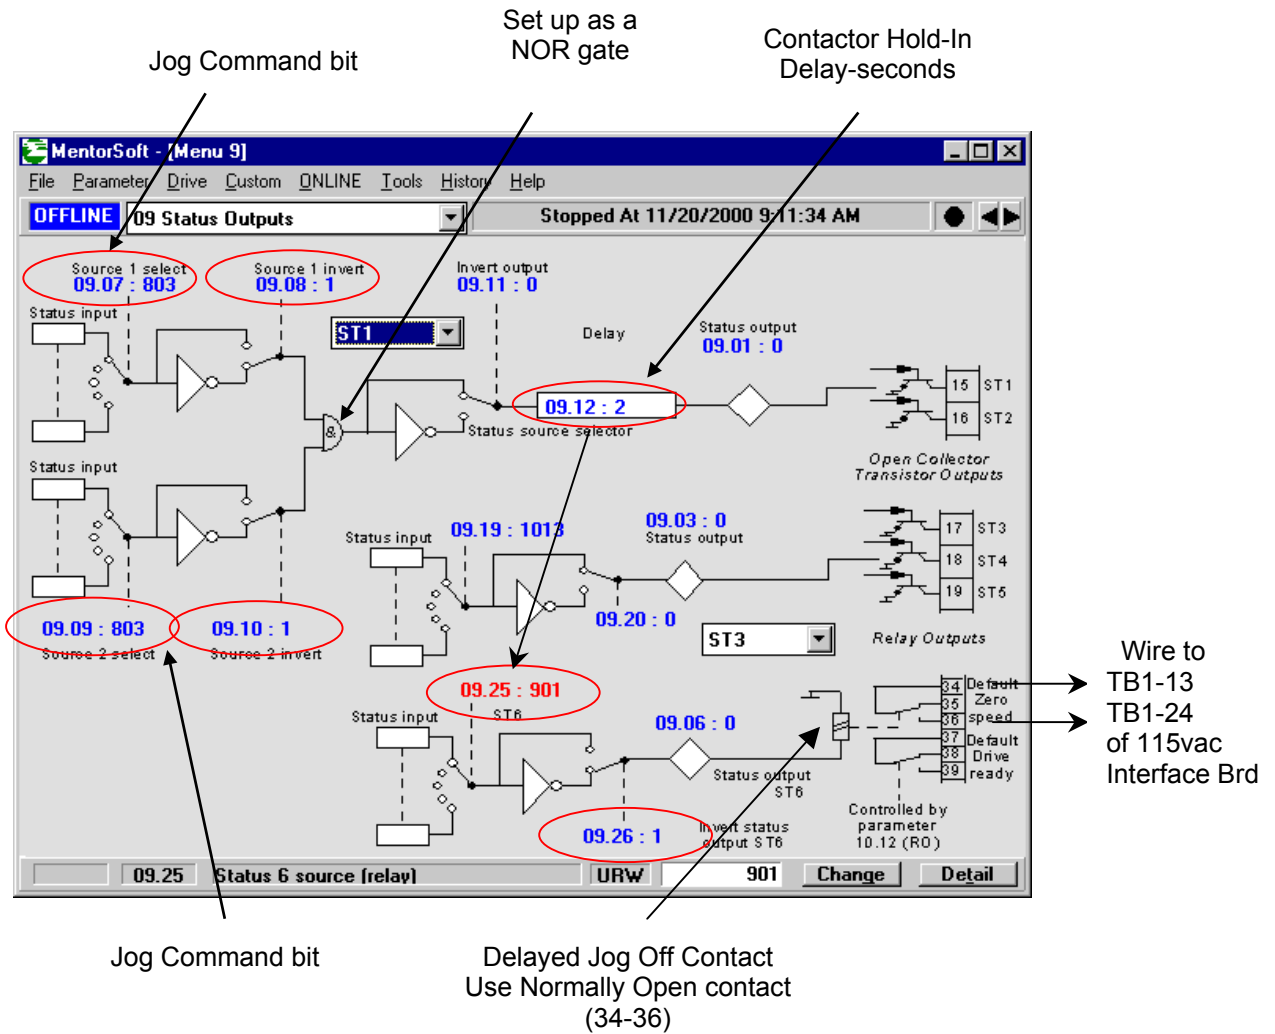 Set up as a
NOR gate
Contactor Hold-In
Delay-seconds
Jog Command bit
MentorSoft - [Menu 9]
File Parameter Drive Custom ONLINE Tools History Help
OFFLINE 09 Status Outputs Stopped At 11/20/2000 9:11:34 AM
Source 1 select
09.07 : 803
Source 1 invert
09.08 : 1
Invert output
09.11 : 0
Status input
ST1
Delay
Status output
09.01 : 0
15 ST1
16 ST2
09.12 : 2
&
Status source selector
Open Collector
Transistor Outputs
Status input
09.19 : 1013
Status input
09.03 : 0
Status output
17 ST3
18 ST4
19 ST5
09.20 : 0
09.09 : 803
Source 2 select
09.10 : 1
Source 2 invert
ST3
Relay Outputs
09.25 : 901
ST6
Status input
09.06 : 0
Status output
ST6
34 Default
35 Zero
36 speed
37 Default
38 Drive
39 ready
Wire to
TB1-13
TB1-24
of 115vac
Interface Brd
09.26 : 1
Invert status
output ST6
Controlled by
parameter
10.12 (RO)
09.25 Status 6 source (relay) URW 901 Change Detail
Jog Command bit
Delayed Jog Off Contact
Use Normally Open contact
(34-36)